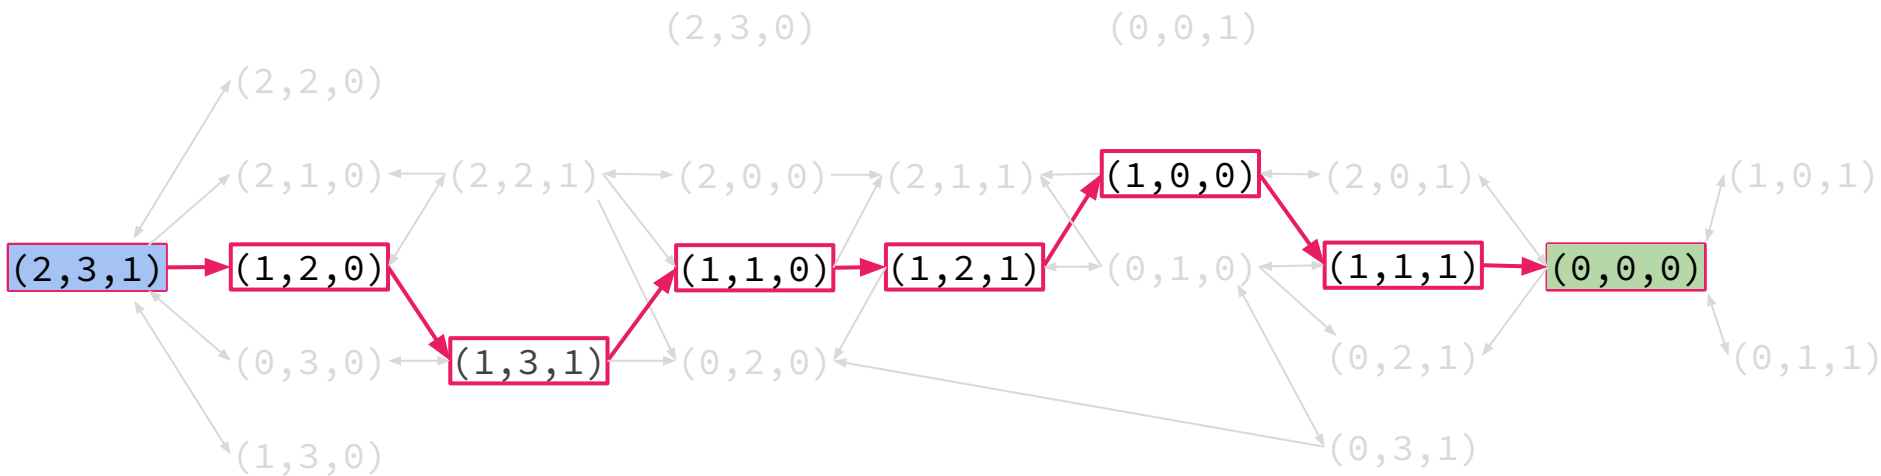 (2,3,0) (0,0,1)
(2,2,0)
(2,1,0) (2,2,1) (2,0,0) (2,1,1) (1,0,0) (2,0,1) (1,0,1)
(2,3,1) (1,2,0) (1,1,0) (1,2,1) (0,1,0) (1,1,1) (0,0,0)
(0,3,0) (1,3,1) (0,2,0) (0,2,1) (0,1,1)
(1,3,0) (0,3,1)